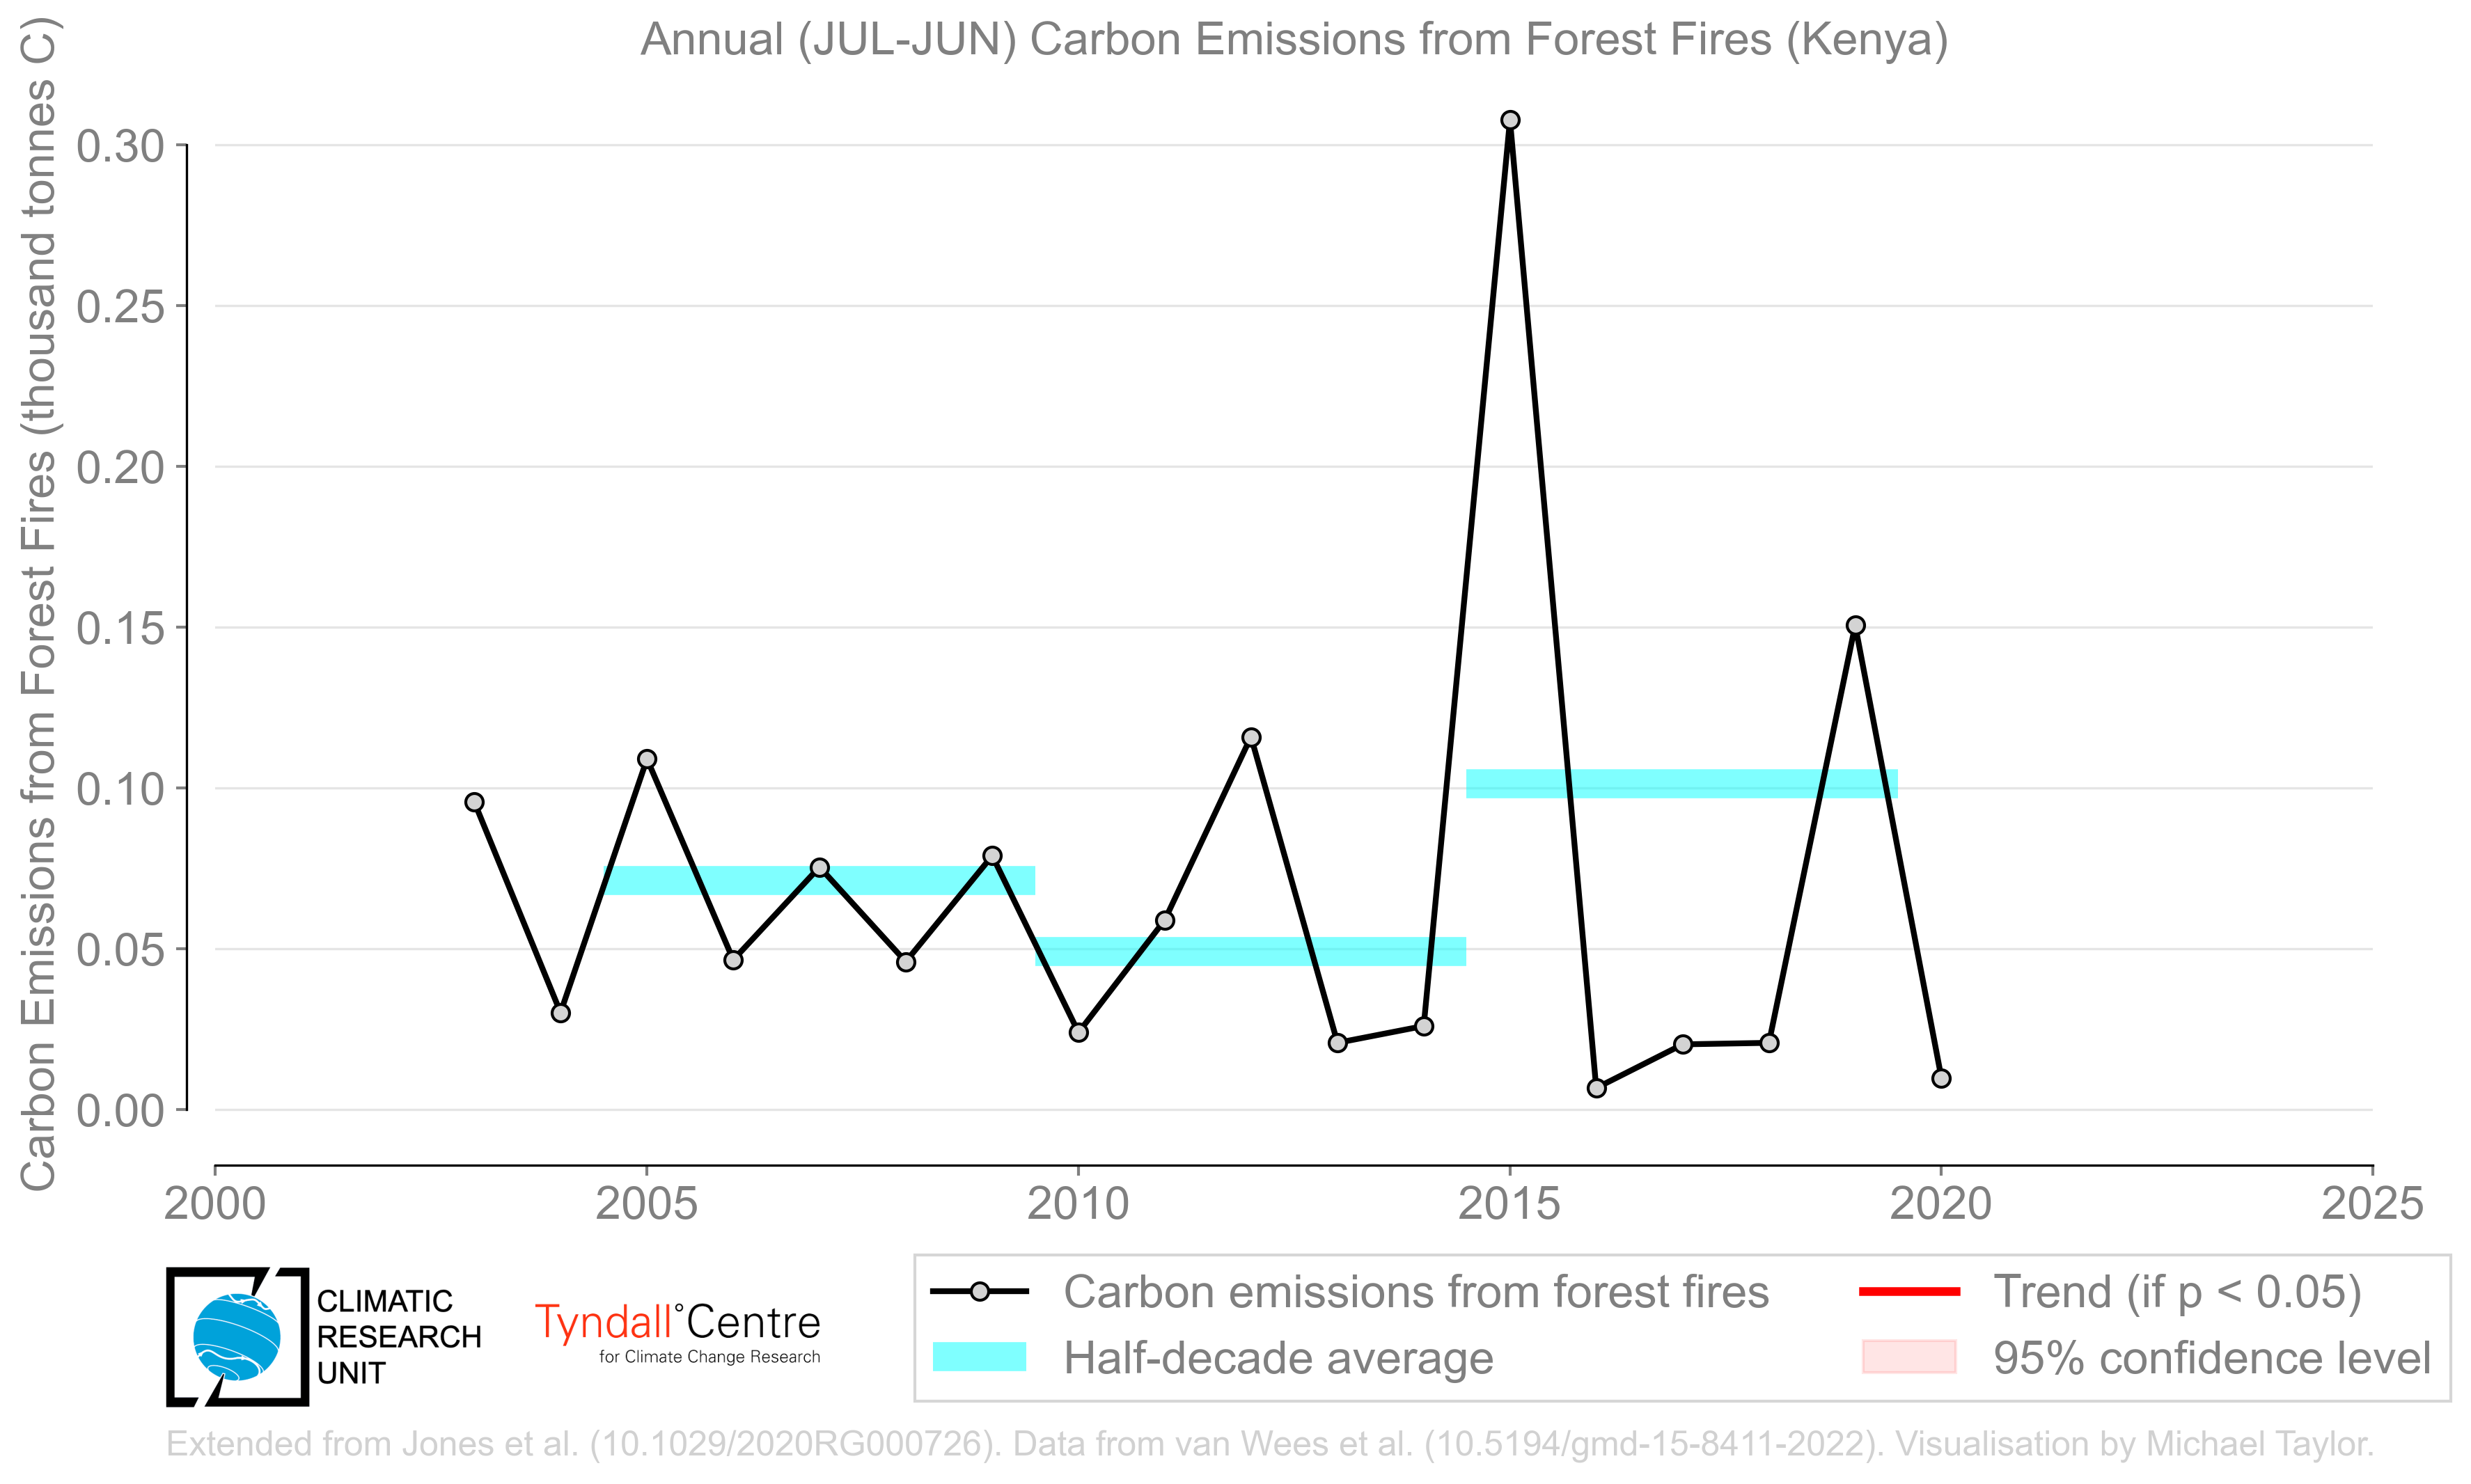 Annual (JUL-JUN) Carbon Emissions from Forest Fires (Kenya)
Carbon Emissions from Forest Fires (thousand tonnes C)
0.30
0.25
0.20
0.15
0.10
0.05
0.00
2000 2005 2010 2015 2020 2025
CLIMATIC
RESEARCH
UNIT
Tyndall°Centre
for Climate Change Research
Carbon emissions from forest fires
Half-decade average
Trend (if p < 0.05)
95% confidence level
Extended from Jones et al. (10.1029/2020RG000726). Data from van Wees et al. (10.5194/gmd-15-8411-2022). Visualisation by Michael Taylor.